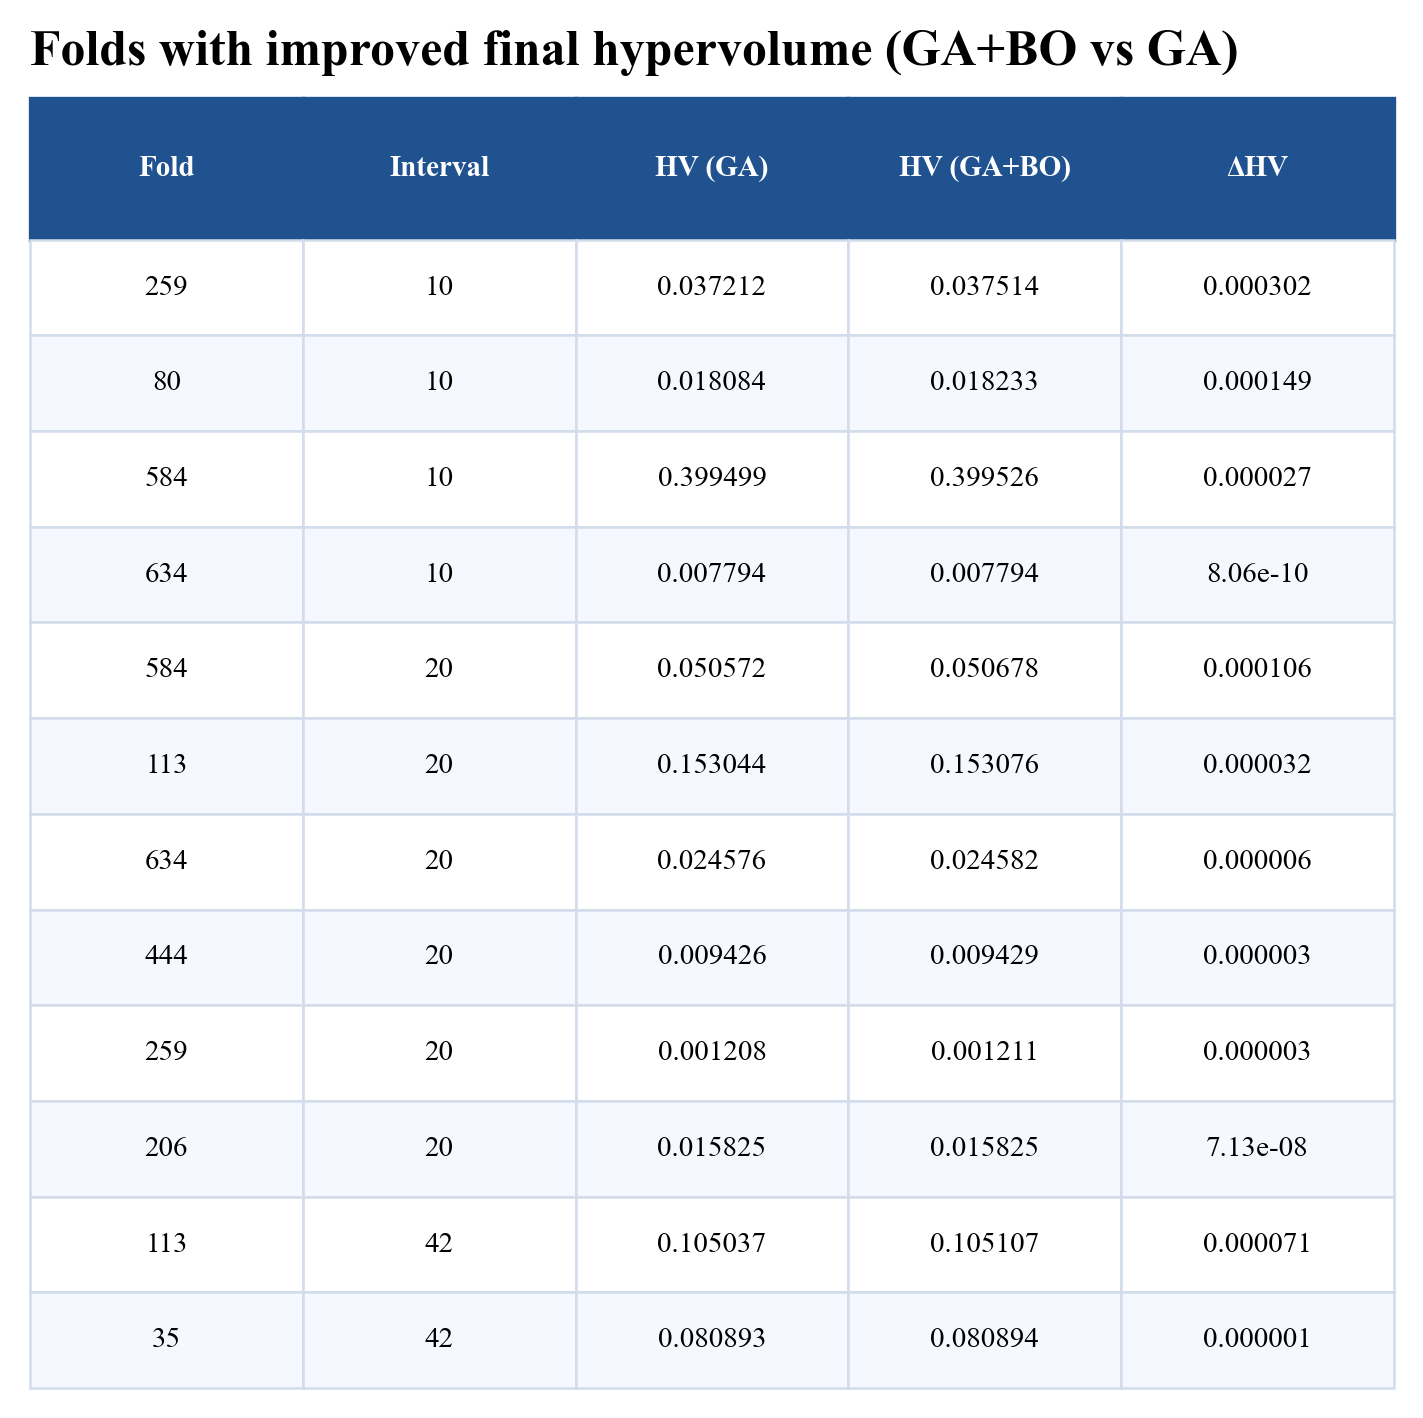 Folds with improved final hypervolume (GA+BO vs GA)
Fold Interval HV (GA) HV (GA+BO) ΔHV
259 10 0.037212 0.037514 0.000302
80 10 0.018084 0.018233 0.000149
584 10 0.399499 0.399526 0.000027
634 10 0.007794 0.007794 8.06e-10
584 20 0.050572 0.050678 0.000106
113 20 0.153044 0.153076 0.000032
634 20 0.024576 0.024582 0.000006
444 20 0.009426 0.009429 0.000003
259 20 0.001208 0.001211 0.000003
206 20 0.015825 0.015825 7.13e-08
113 42 0.105037 0.105107 0.000071
35 42 0.080893 0.080894 0.000001